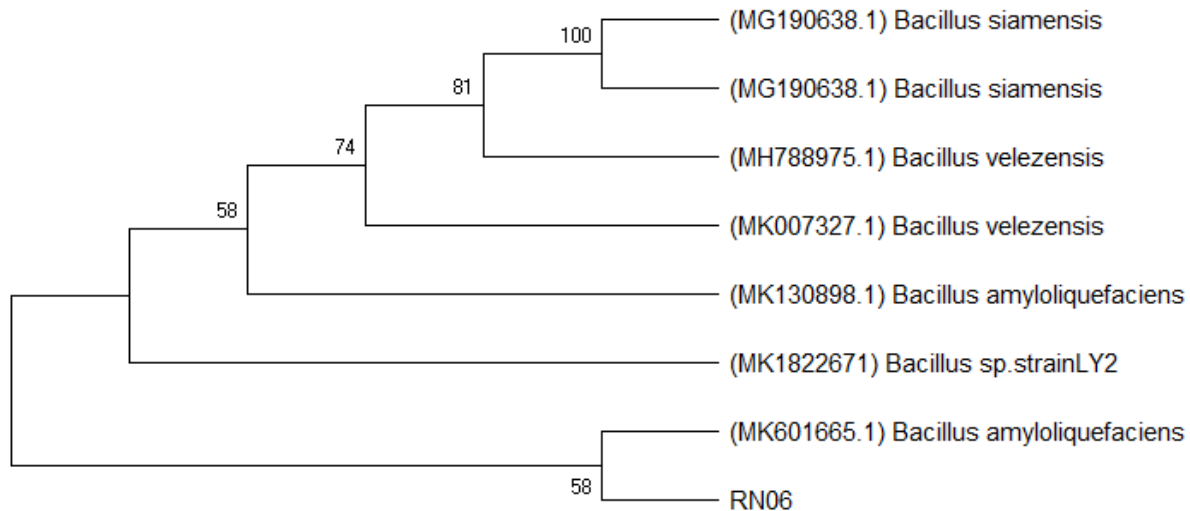 (MG190638.1) Bacillus siamensis
100
(MG190638.1) Bacillus siamensis
81
(MH788975.1) Bacillus velezensis
74
(MK007327.1) Bacillus velezensis
58
(MK130898.1) Bacillus amyloliquefaciens
(MK1822671) Bacillus sp.strainLY2
(MK601665.1) Bacillus amyloliquefaciens
58
RN06